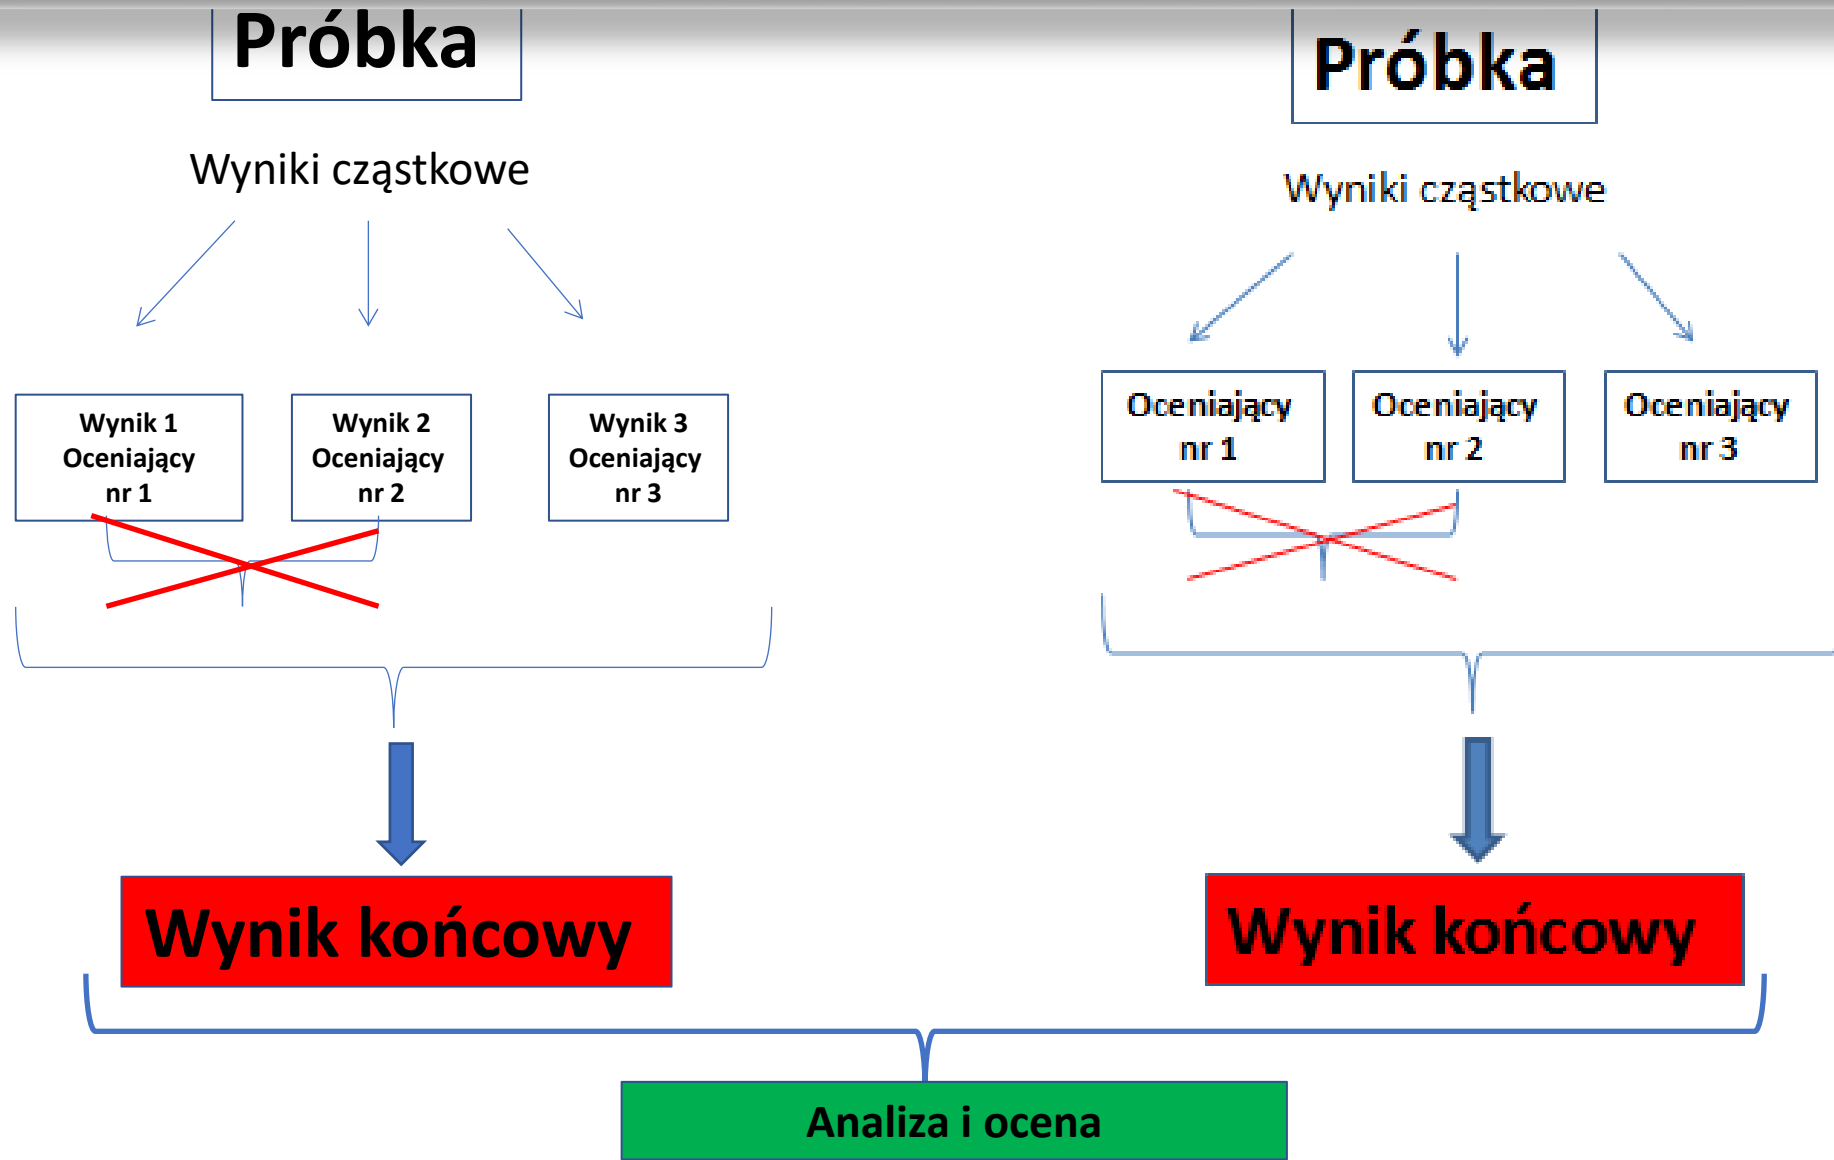 Próbka
Wyniki cząstkowe
Wynik 1
Oceniający
nr 1
Wynik 2
Oceniający
nr 2
Wynik 3
Oceniający
nr 3
Wynik końcowy
Próbka
Wyniki cząstkowe
Oceniający
nr 1
Oceniający
nr 2
Oceniający
nr 3
Wynik końcowy
Analiza i ocena